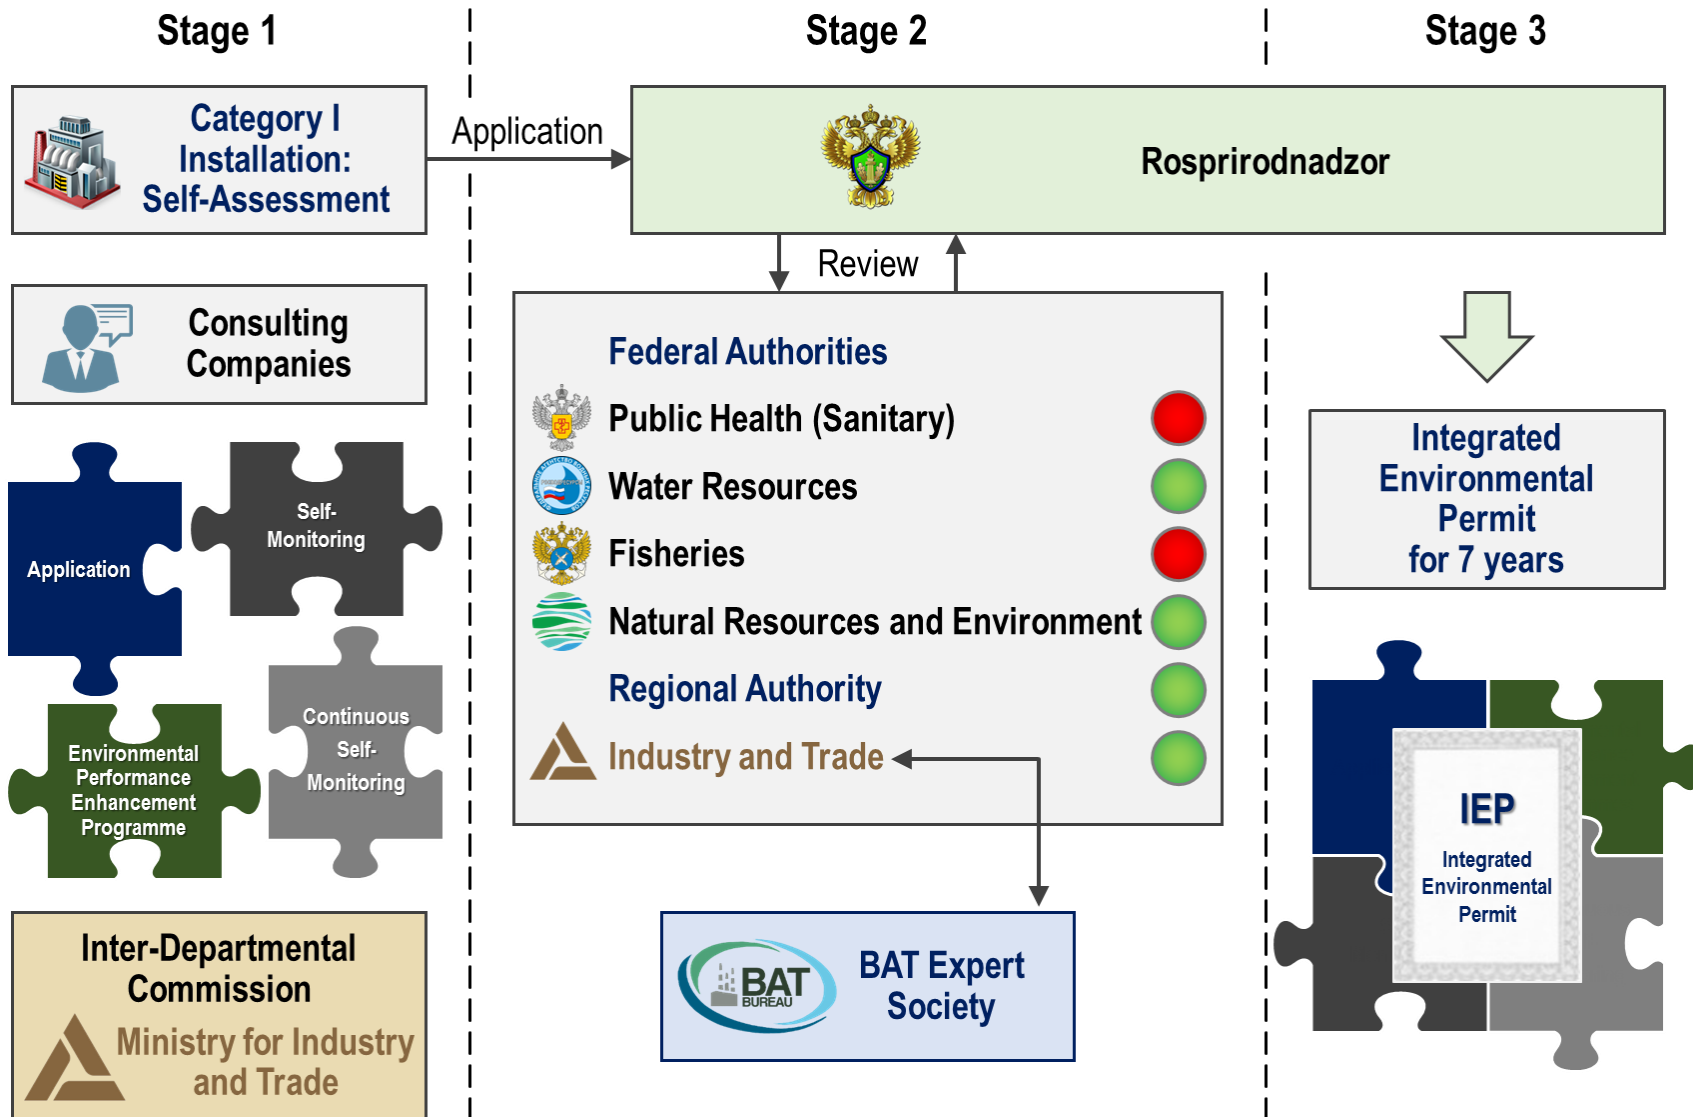 Stage 1
Stage 2
Stage 3
Category I
Installation:
Self-Assessment
Application
Rosprirodnadzor
Review
Consulting
Companies
Application
Self-
Monitoring
Environmental
Performance
Enhancement
Programme
Continuous
Self-
Monitoring
Inter-Departmental
Commission
Ministry for Industry
and Trade
Federal Authorities
Public Health (Sanitary)
Water Resources
Fisheries
Natural Resources and Environment
Regional Authority
Industry and Trade
BAT
BUREAU
BAT Expert
Society
Integrated
Environmental
Permit
for 7 years
IEP
Integrated
Environmental
Permit